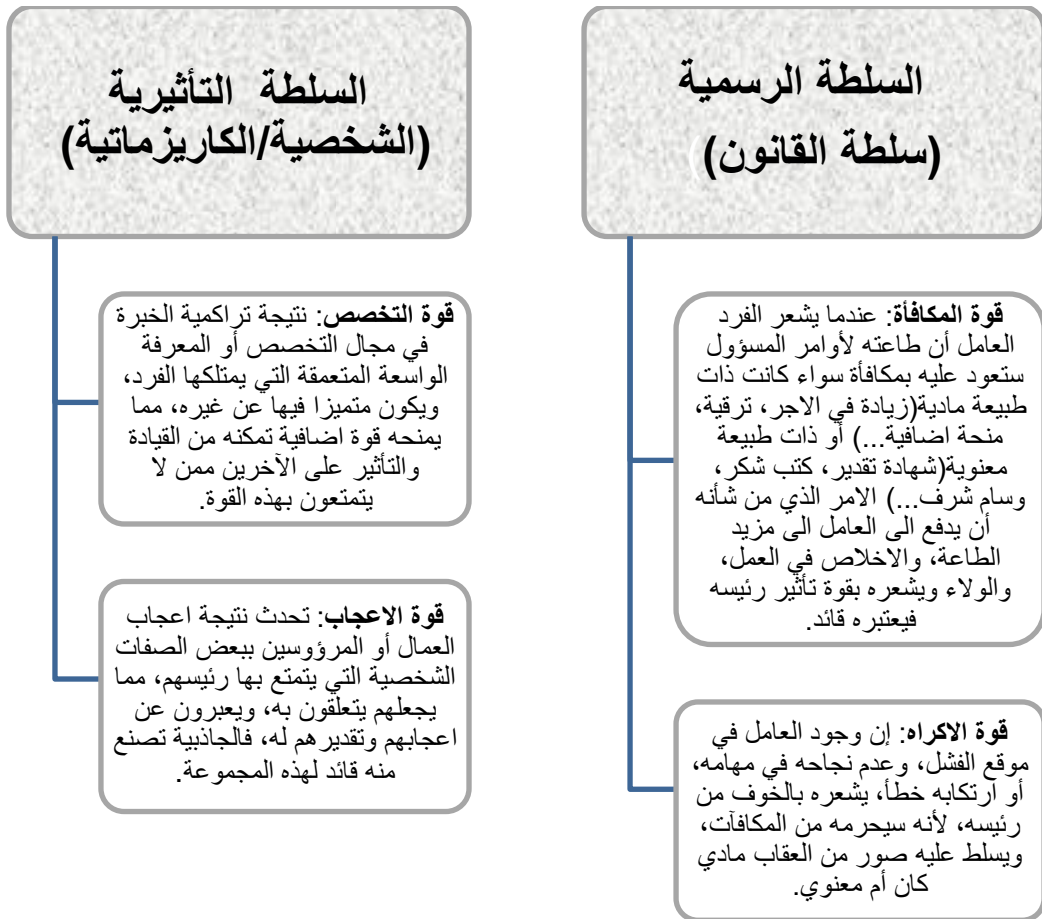 السلطة الرسمية
(سلطة القانون)
قوة المكافأة: عندما يشعر الفرد
العامل أن طاعته لأوامر المسؤول
ستعود عليه بمكافأة سواء كانت ذات
طبيعة مادية(زيادة في الاجر، ترقية،
منحة اضافية...) أو ذات طبيعة
معنوية(شهادة تقدير، كتب شكر،
وسام شرف...) الامر الذي من شأنه
أن يدفع الى العامل الى مزيد
الطاعة، والاخلاص في العمل،
والولاء ويشعره بقوة تأثير رئيسه
فيعتبره قائد.
قوة الاكراه: إن وجود العامل في
موقع الفشل، وعدم نجاحه في مهامه،
أو ارتكابه خطأ، يشعره بالخوف من
رئيسه، لأنه سيحرمه من المكافآت،
ويسلط عليه صور من العقاب مادي
كان أم معنوي.
السلطة التأثيرية
(الشخصية/الكاريزماتية)
قوة التخصص: نتيجة تراكمية الخبرة
في مجال التخصص أو المعرفة
الواسعة المتعمقة التي يمتلكها الفرد،
ويكون متميزا فيها عن غيره، مما
يمنحه قوة اضافية تمكنه من القيادة
والتأثير على الآخرين ممن لا
يتمتعون بهذه القوة.
قوة الاعجاب: تحدث نتيجة اعجاب
العمال أو المرؤوسين ببعض الصفات
الشخصية التي يتمتع بها رئيسهم، مما
يجعلهم يتعلقون به، ويعبرون عن
اعجابهم وتقديرهم له، فالجاذبية تصنع
منه قائد لهذه المجموعة.